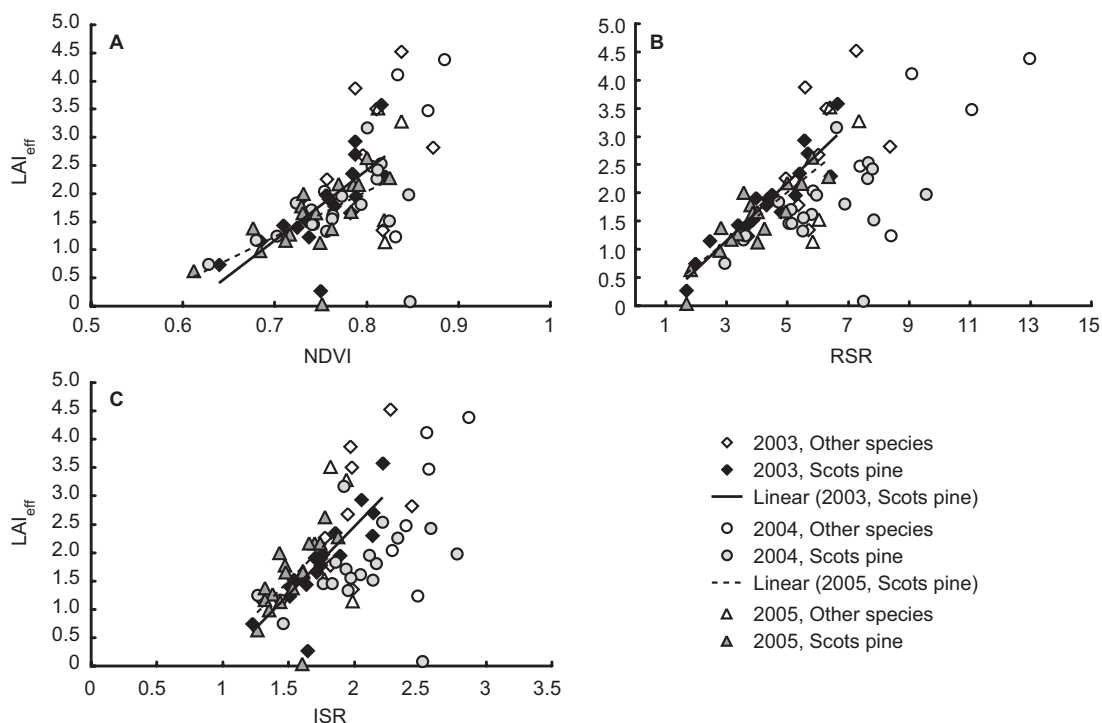 A
5.0
4.5
4.0
3.5
3.0
2.5
2.0
1.5
1.0
0.5
0
LAIeff
0.5 0.6 0.7 0.8 0.9 1
NDVI
B
5.0
4.5
4.0
3.5
3.0
2.5
2.0
1.5
1.0
0.5
0
1 3 5 7 9 11 13 15
RSR
C
5.0
4.5
4.0
3.5
3.0
2.5
2.0
1.5
1.0
0.5
0
LAIeff
0 0.5 1 1.5 2 2.5 3 3.5
ISR
2003, Other species
2003, Scots pine
Linear (2003, Scots pine)
2004, Other species
2004, Scots pine
Linear (2005, Scots pine)
2005, Other species
2005, Scots pine